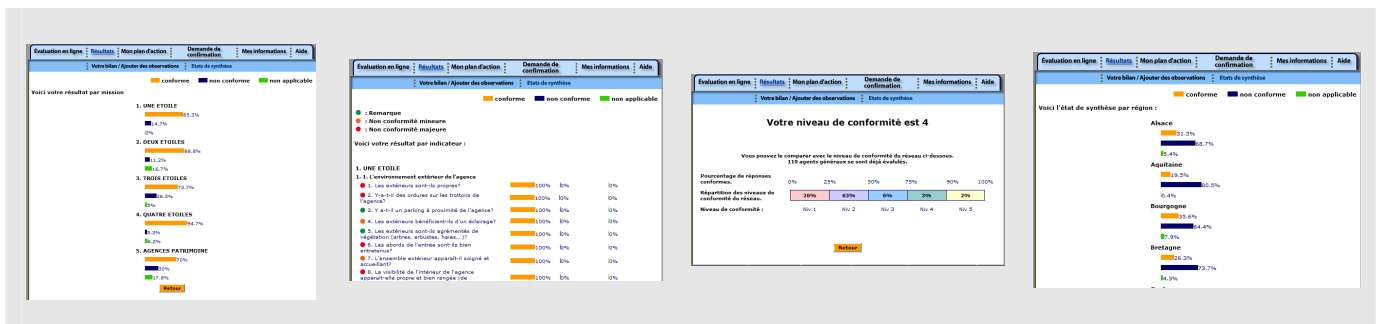 Évaluation en ligne Résultats Mon plan d'action Demande de confirmation Mes informations Aide
Votre bilan / Ajouter des observations Etats de synthèse
conforme non conforme non applicable
Voici votre résultat par mission
1. UNE ETOILE
85.3%
14.7%
0%
2. DEUX ETOILES
88.8%
11.2%
16.7%
3. TROIS ETOILES
73.7%
26.3%
5%
4. QUATRE ETOILES
94.7%
5.3%
6.2%
5. AGENCES PATRIMOINE
70%
30%
17.6%
Retour
Évaluation en ligne Résultats Mon plan d'action Demande de confirmation Mes informations Aide
Votre bilan / Ajouter des observations Etats de synthèse
conforme non conforme non applicable
: Remarque
: Non conformité mineure
: Non conformité majeure
Voici votre résultat par indicateur :
1. UNE ETOILE
1. 1. L'environnement extérieur de l'agence
1. Les extérieurs sont-ils propres? 100% 0% 0%
2. Y-a-t-il des ordures sur les trottoirs de
l'agence? 100% 0% 0%
3. Y a-t-il un parking à proximité de l'agence? 100% 0% 0%
4. Les extérieurs bénéficient-ils d'un éclairage? 100% 0% 0%
5. Les extérieurs sont-ils agrémentés de
végétation (arbres, arbustes, haies...)? 100% 0% 0%
6. Les abords de l'entrée sont-ils bien
entretenus? 100% 0% 0%
7. L'ensemble extérieur apparaît-il soigné et
accueillant? 100% 0% 0%
8. La visibilité de l'intérieur de l'agence
apparaît-elle propre et bien rangée (de 100% 0% 0%
Évaluation en ligne Résultats Mon plan d'action Demande de confirmation Mes informations Aide
Votre bilan / Ajouter des observations Etats de synthèse
Votre niveau de conformité est 4
Vous pouvez le comparer avec le niveau de conformité du réseau ci-dessous.
119 agents généraux se sont déjà évalués.
Pourcentage de réponses
conformes. 0% 25% 50% 75% 90% 100%
Répartition des niveaux de
conformité du réseau. 26% 63% 6% 3% 2%
Niveau de conformité : Niv 1 Niv 2 Niv 3 Niv 4 Niv 5
Retour
Évaluation en ligne Résultats Mon plan d'action Demande de confirmation Mes informations Aide
Votre bilan / Ajouter des observations Etats de synthèse
conforme non conforme non applicable
Voici l'état de synthèse par région :
Alsace
31.3%
68.7%
5.4%
Aquitaine
19.5%
80.5%
0.4%
Bourgogne
35.6%
64.4%
7.9%
Bretagne
26.3%
73.7%
4.3%